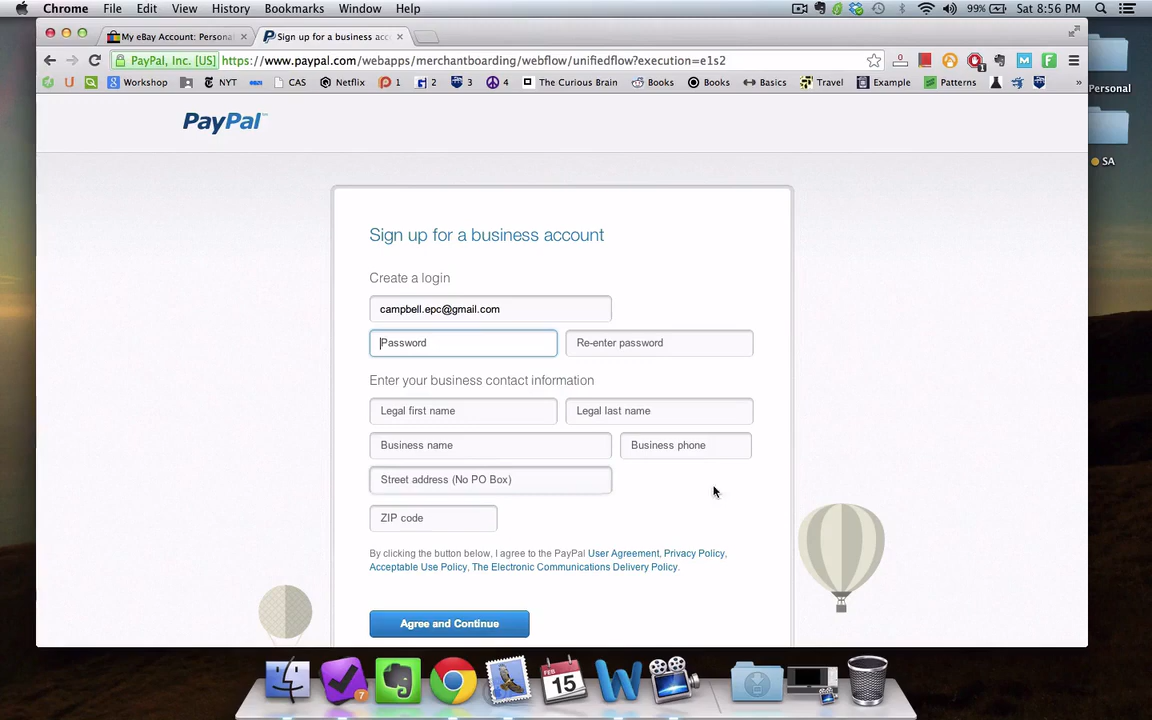 Chrome File Edit View History Bookmarks Window Help 99% Sat 8:56 PM
My eBay Account: Persona Sign up for a business acc
PayPal, Inc. [US] https://www.paypal.com/webapps/merchantboarding/webflow/unifiedflow?execution=e1s2
Workshop NYT CAS Netflix 1 2 3 4 The Curious Brain Books Books Basics Travel Example Patterns »
Personal
SA
PayPal
Sign up for a business account
Create a login
campbell.epc@gmail.com
Password Re-enter password
Enter your business contact information
Legal first name Legal last name
Business name Business phone
Street address (No PO Box)
ZIP code
By clicking the button below, I agree to the PayPal User Agreement, Privacy Policy,
Acceptable Use Policy, The Electronic Communications Delivery Policy.
Agree and Continue
7
FEB
15